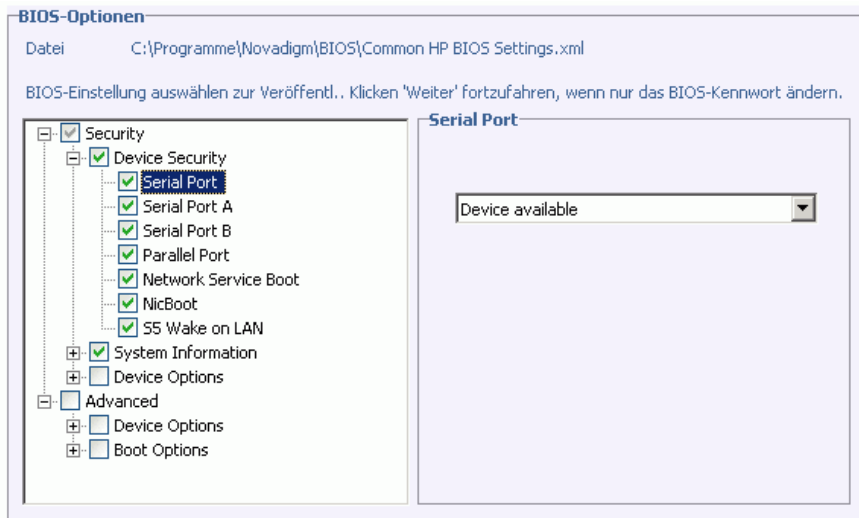 BIOS-Optionen
Datei C:\Programme\Novadigm\BIOS\Common HP BIOS Settings.xml
BIOS-Einstellung auswählen zur Veröffentl.. Klicken 'Weiter' fortzufahren, wenn nur das BIOS-Kennwort ändern.
Security
Device Security
Serial Port
Serial Port A
Serial Port B
Parallel Port
Network Service Boot
NicBoot
S5 Wake on LAN
System Information
Device Options
Advanced
Device Options
Boot Options
Serial Port
Device available